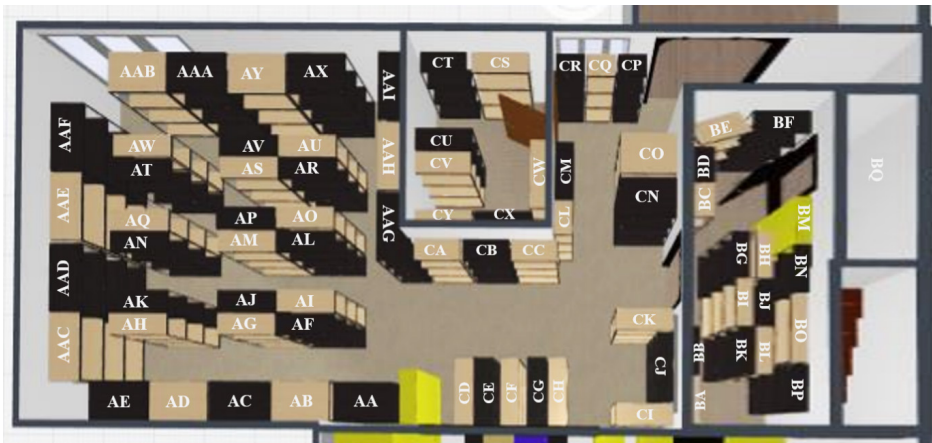 CT CS CR CQ CP
AAB AAA AY AX AAI
AAF AW AV AU AAH CU CV CW CM CO BE BF BD
AT AS AR CN BC BQ
AAE AQ AP AO AAG CY CX CL BM
AN AM AL CA CB CC BG BH BN
AAD AK AJ AI BI BJ
AAC AH AG AF CK BB BK BL BO
CD CE CF CG CH CJ BP
AE AD AC AB AA CI BA